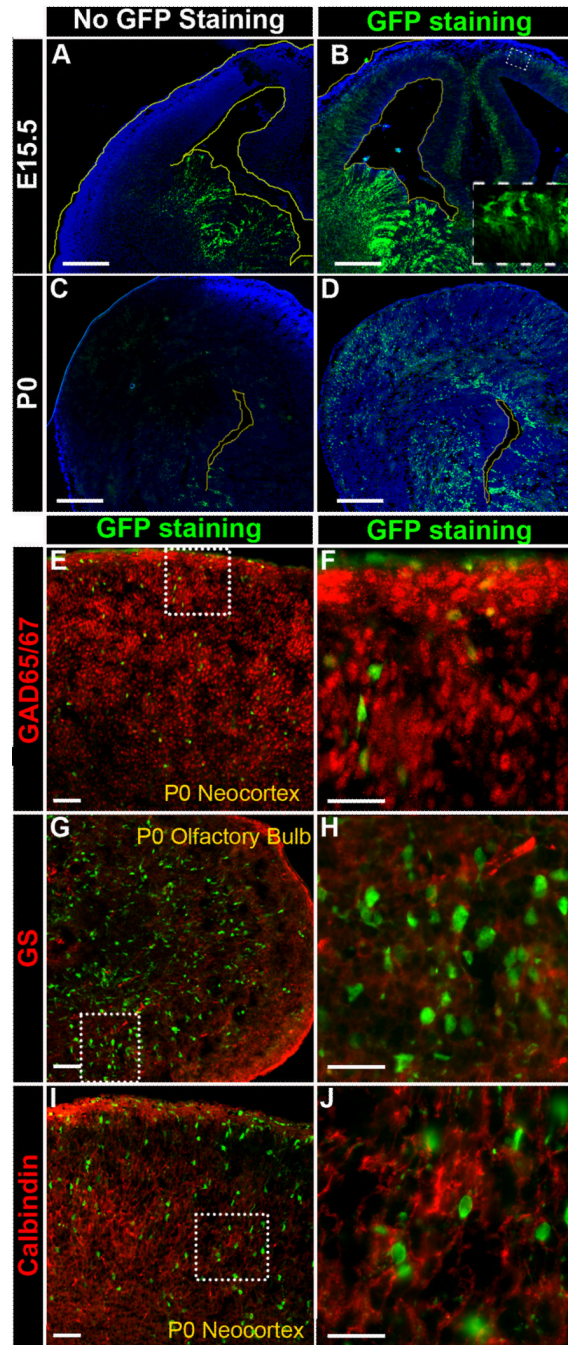 No GFP Staining
GFP staining
A
B
E15.5
C
D
P0
GFP staining
GFP staining
E
F
GAD65/67
P0 Neocortex
G
P0 Olfactory Bulb
H
GS
I
J
Calbindin
P0 Neocortex